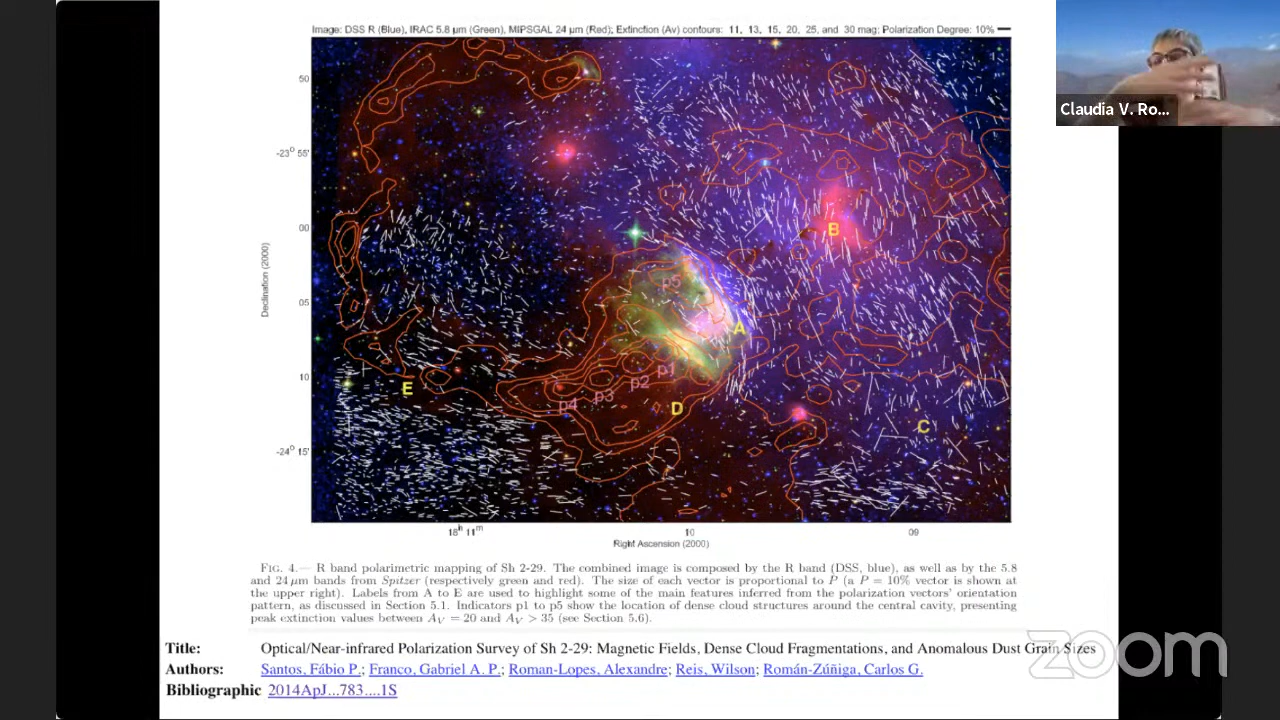 Image: DSS R (Blue), IRAC 5.8 μm (Green), MIPSGAL 24 μm (Red); Extinction (Av) contours: 11, 13, 15, 20, 25, and 30 mag; Polarization Degree: 10%
Claudia V. Ro...
50
-23° 55'
00
05
10
-24° 15'
Declination (2000)
p5
B
A
p1
p2
p3
p4
E
D
C
18h 11m
10
09
Right Ascension (2000)
FIG. 4.— R band polarimetric mapping of Sh 2-29. The combined image is composed by the R band (DSS, blue), as well as by the 5.8
and 24 μm bands from Spitzer (respectively green and red). The size of each vector is proportional to P (a P = 10% vector is shown at
the upper right). Labels from A to E are used to highlight some of the main features inferred from the polarization vectors' orientation
pattern, as discussed in Section 5.1. Indicators p1 to p5 show the location of dense cloud structures around the central cavity, presenting
peak extinction values between AV = 20 and AV > 35 (see Section 5.6).
Title: Optical/Near-infrared Polarization Survey of Sh 2-29: Magnetic Fields, Dense Cloud Fragmentations, and Anomalous Dust Grain Sizes
Authors: Santos, Fábio P.; Franco, Gabriel A. P.; Roman-Lopes, Alexandre; Reis, Wilson; Román-Zúñiga, Carlos G.
Bibliographic 2014ApJ...783....1S
zoom